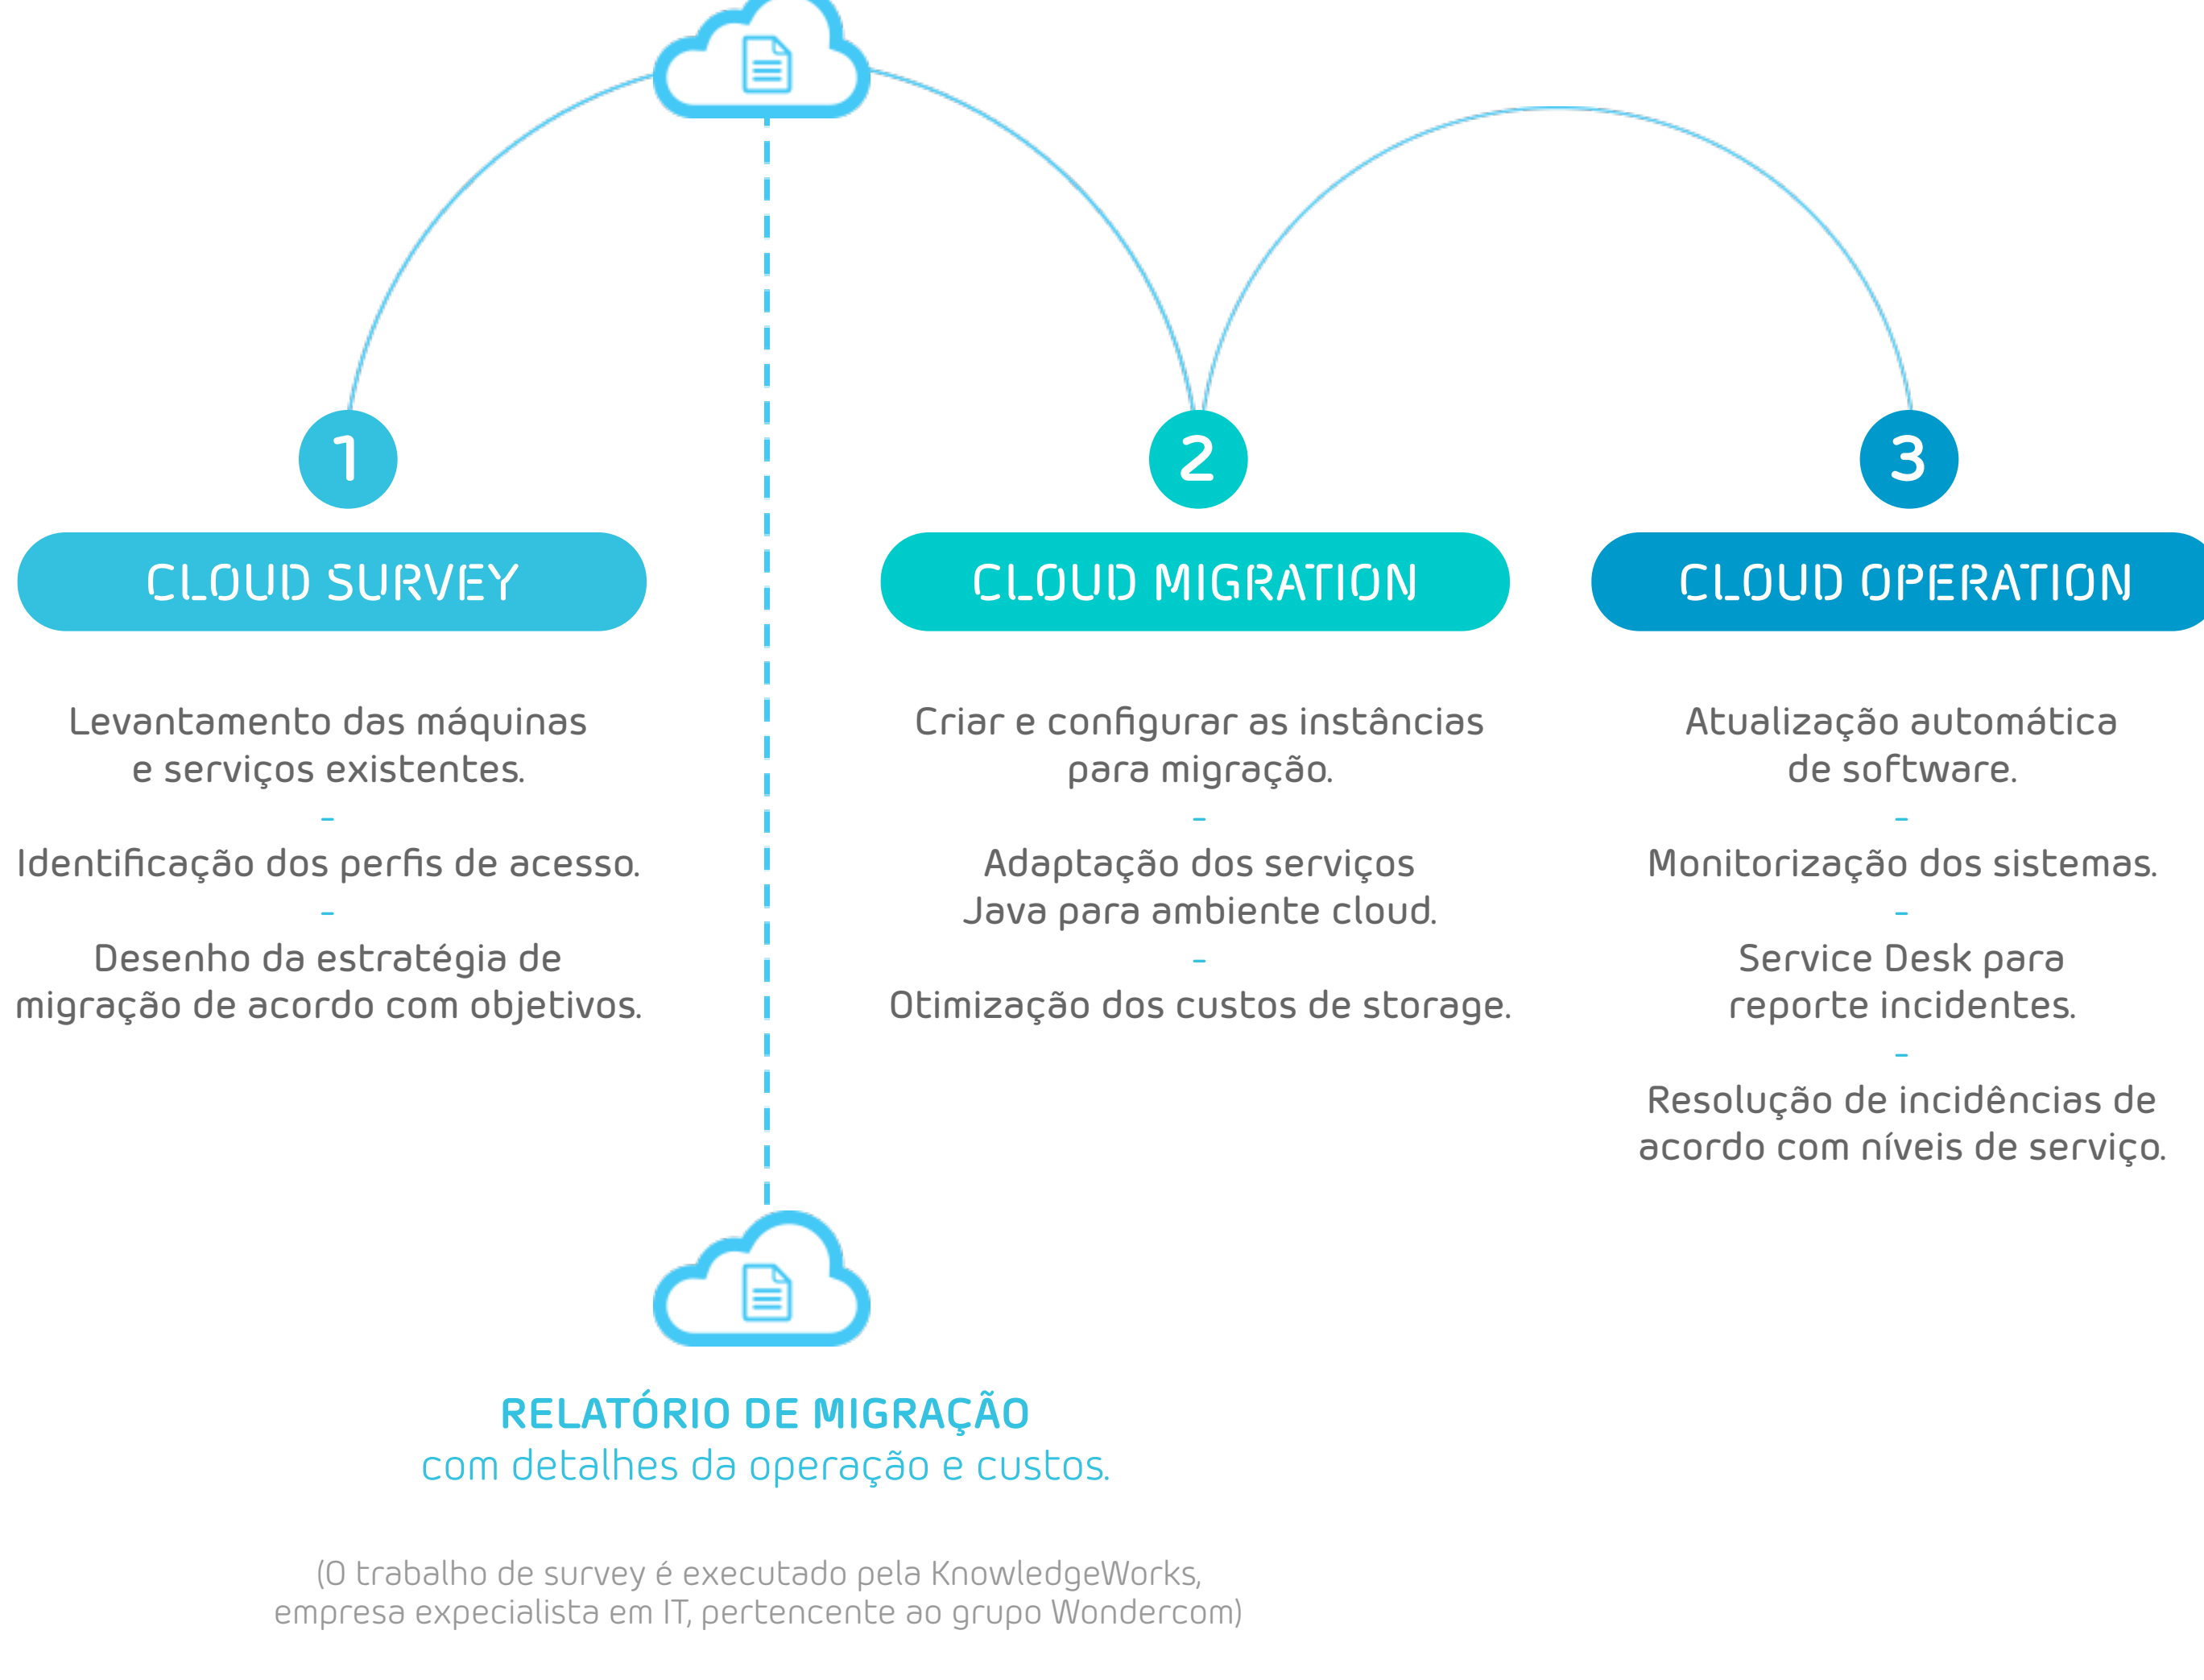 1
CLOUD SURVEY
Levantamento das máquinas
e serviços existentes.
-
Identificação dos perfis de acesso.
-
Desenho da estratégia de
migração de acordo com objetivos.
2
CLOUD MIGRATION
Criar e configurar as instâncias
para migração.
-
Adaptação dos serviços
Java para ambiente cloud.
-
Otimização dos custos de storage.
3
CLOUD OPERATION
Atualização automática
de software.
-
Monitorização dos sistemas.
-
Service Desk para
reporte incidentes.
-
Resolução de incidências de
acordo com níveis de serviço.
RELATÓRIO DE MIGRAÇÃO
com detalhes da operação e custos.
(O trabalho de survey é executado pela KnowledgeWorks,
empresa expecialista em IT, pertencente ao grupo Wondercom)